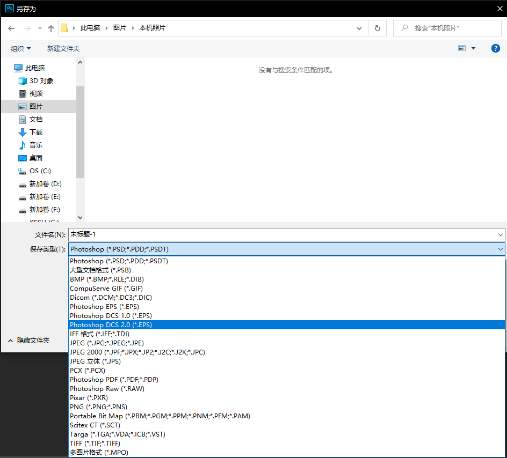 另存为
此电脑 > 图片 > 本机照片
搜索"本机照片"
组织 新建文件夹
此电脑
3D 对象
视频
图片
文档
下载
音乐
桌面
OS (C:)
新加卷 (D:)
新加卷 (E:)
新加卷 (F:)
没有与搜索条件匹配的项。
文件名(N): 未标题-1
保存类型(T): Photoshop (*.PSD;*.PDD;*.PSDT)
Photoshop (*.PSD;*.PDD;*.PSDT)
大型文档格式 (*.PSB)
BMP (*.BMP;*.RLE;*.DIB)
CompuServe GIF (*.GIF)
Dicom (*.DCM;*.DC3;*.DIC)
Photoshop EPS (*.EPS)
Photoshop DCS 1.0 (*.EPS)
Photoshop DCS 2.0 (*.EPS)
IFF 格式 (*.IFF;*.TDI)
JPEG (*.JPG;*.JPEG;*.JPE)
JPEG 2000 (*.JPF;*.JPX;*.JP2;*.J2C;*.J2K;*.JPC)
JPEG 立体 (*.JPS)
PCX (*.PCX)
Photoshop PDF (*.PDF;*.PDP)
Photoshop Raw (*.RAW)
Pixar (*.PXR)
PNG (*.PNG;*.PNS)
Portable Bit Map (*.PBM;*.PGM;*.PPM;*.PNM;*.PFM;*.PAM)
Scitex CT (*.SCT)
Targa (*.TGA;*.VDA;*.ICB;*.VST)
TIFF (*.TIF;*.TIFF)
多图片格式 (*.MPO)
隐藏文件夹